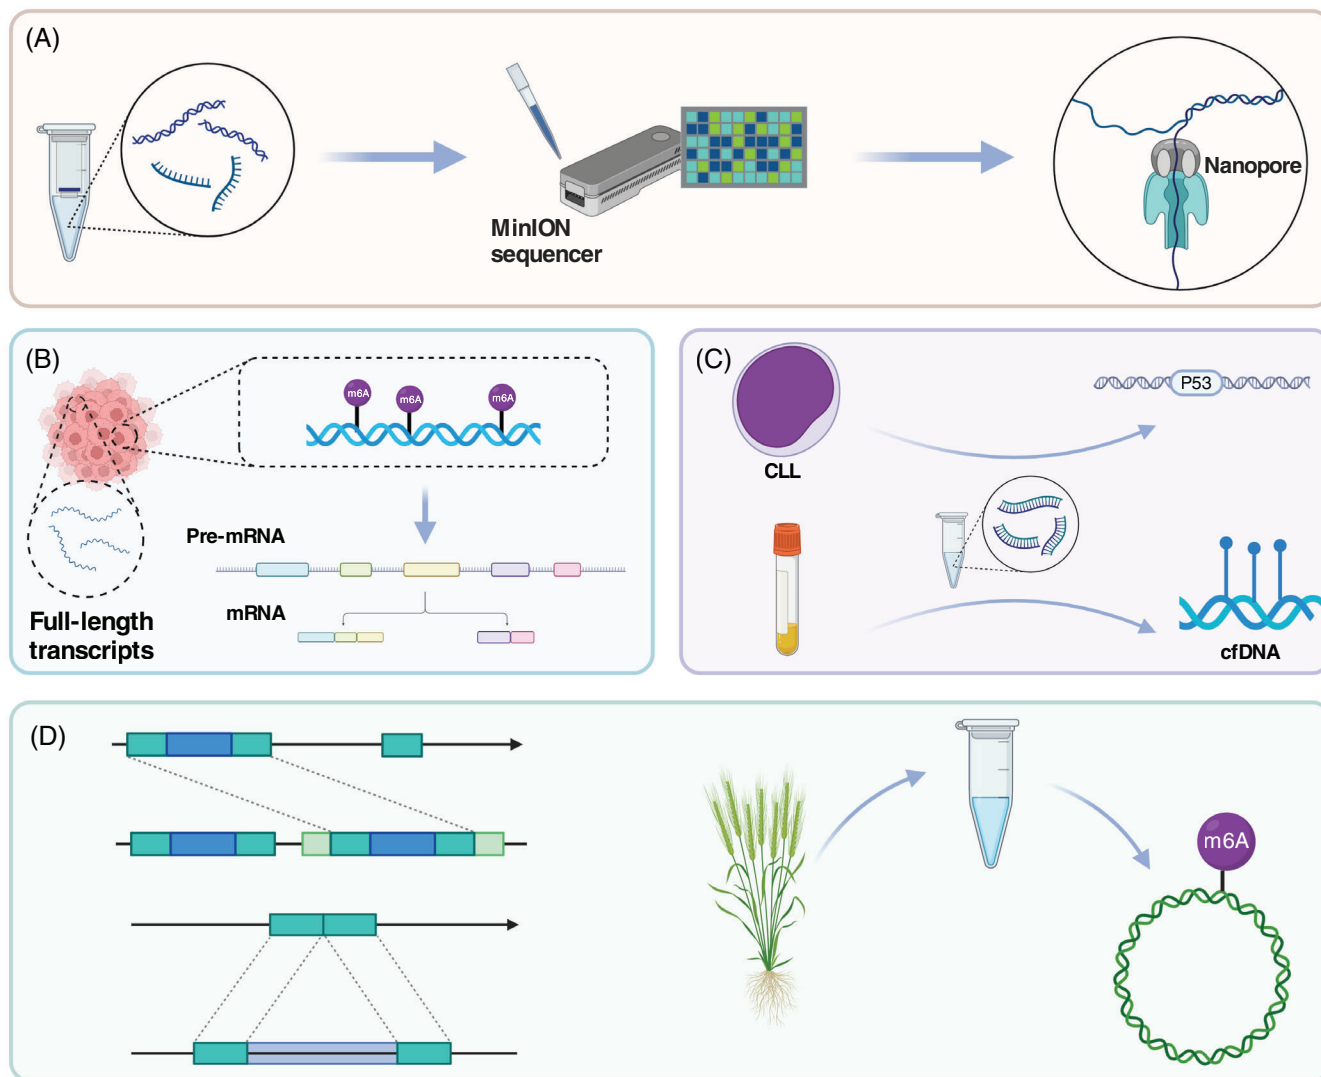 (A)
MinION
sequencer
Nanopore
(B)
m6A
m6A
m6A
Pre-mRNA
mRNA
Full-length
transcripts
(C)
CLL
P53
cfDNA
(D)
m6A